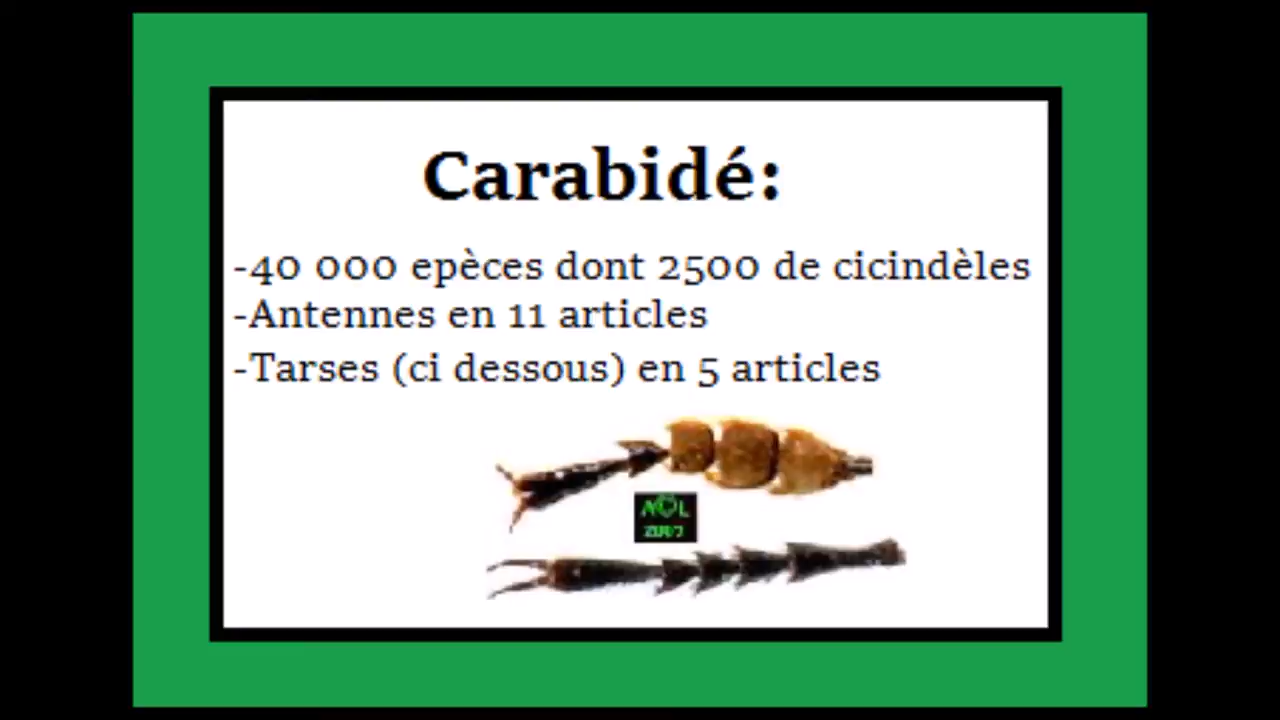 Carabidé:
-40 000 epèces dont 2500 de cicindèles
-Antennes en 11 articles
-Tarses (ci dessous) en 5 articles